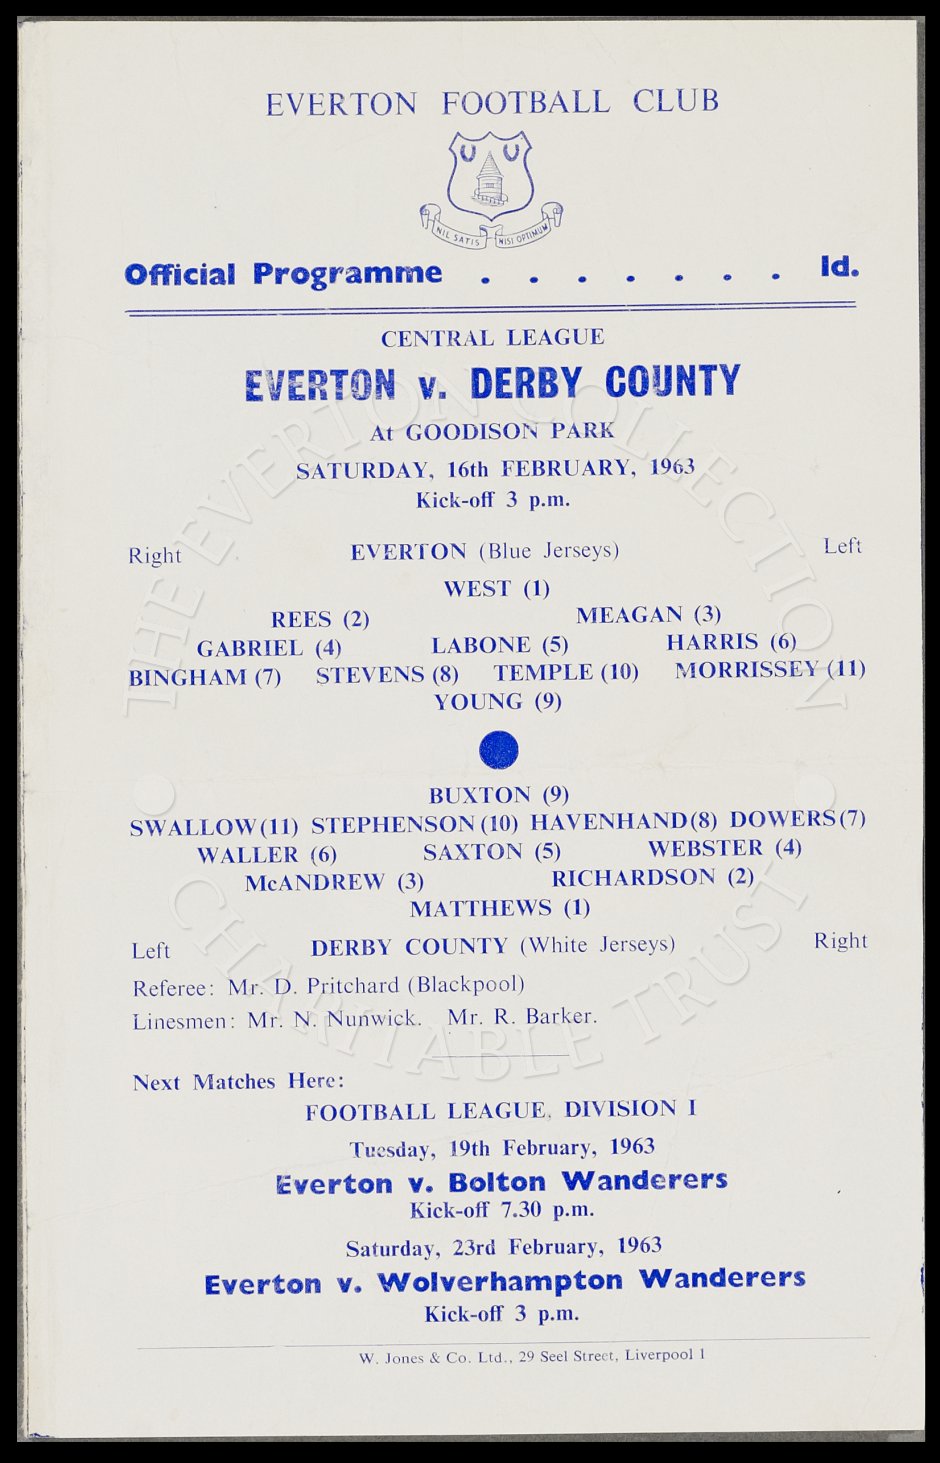 EVERTON FOOTBALL CLUB
NIL SATIS NISI OPTIMUM
Official Programme . . . . . . . 1d.
CENTRAL LEAGUE
EVERTON v. DERBY COUNTY
At GOODISON PARK
SATURDAY, 16th FEBRUARY, 1963
Kick-off 3 p.m.
Right EVERTON (Blue Jerseys) Left
WEST (1)
REES (2) MEAGAN (3)
GABRIEL (4) LABONE (5) HARRIS (6)
BINGHAM (7) STEVENS (8) TEMPLE (10) MORRISSEY (11)
YOUNG (9)
BUXTON (9)
SWALLOW (11) STEPHENSON (10) HAVENHAND (8) DOWERS (7)
WALLER (6) SAXTON (5) WEBSTER (4)
McANDREW (3) RICHARDSON (2)
MATTHEWS (1)
Left DERBY COUNTY (White Jerseys) Right
Referee: Mr. D. Pritchard (Blackpool)
Linesmen: Mr. N. Nunwick. Mr. R. Barker.
Next Matches Here:
FOOTBALL LEAGUE, DIVISION I
Tuesday, 19th February, 1963
Everton v. Bolton Wanderers
Kick-off 7.30 p.m.
Saturday, 23rd February, 1963
Everton v. Wolverhampton Wanderers
Kick-off 3 p.m.
W. Jones & Co. Ltd., 29 Seel Street, Liverpool 1
THE EVERTON COLLECTION
CHARITABLE TRUST